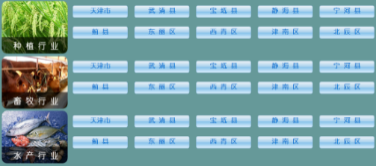 天津市 武清县 宝坻县 静海县 宁河县
蓟县 东丽区 西青区 津南区 北辰区
种植行业
天津市 武清县 宝坻县 静海县 宁河县
蓟县 东丽区 西青区 津南区 北辰区
畜牧行业
天津市 武清县 宝坻县 静海县 宁河县
蓟县 东丽区 西青区 津南区 北辰区
水产行业